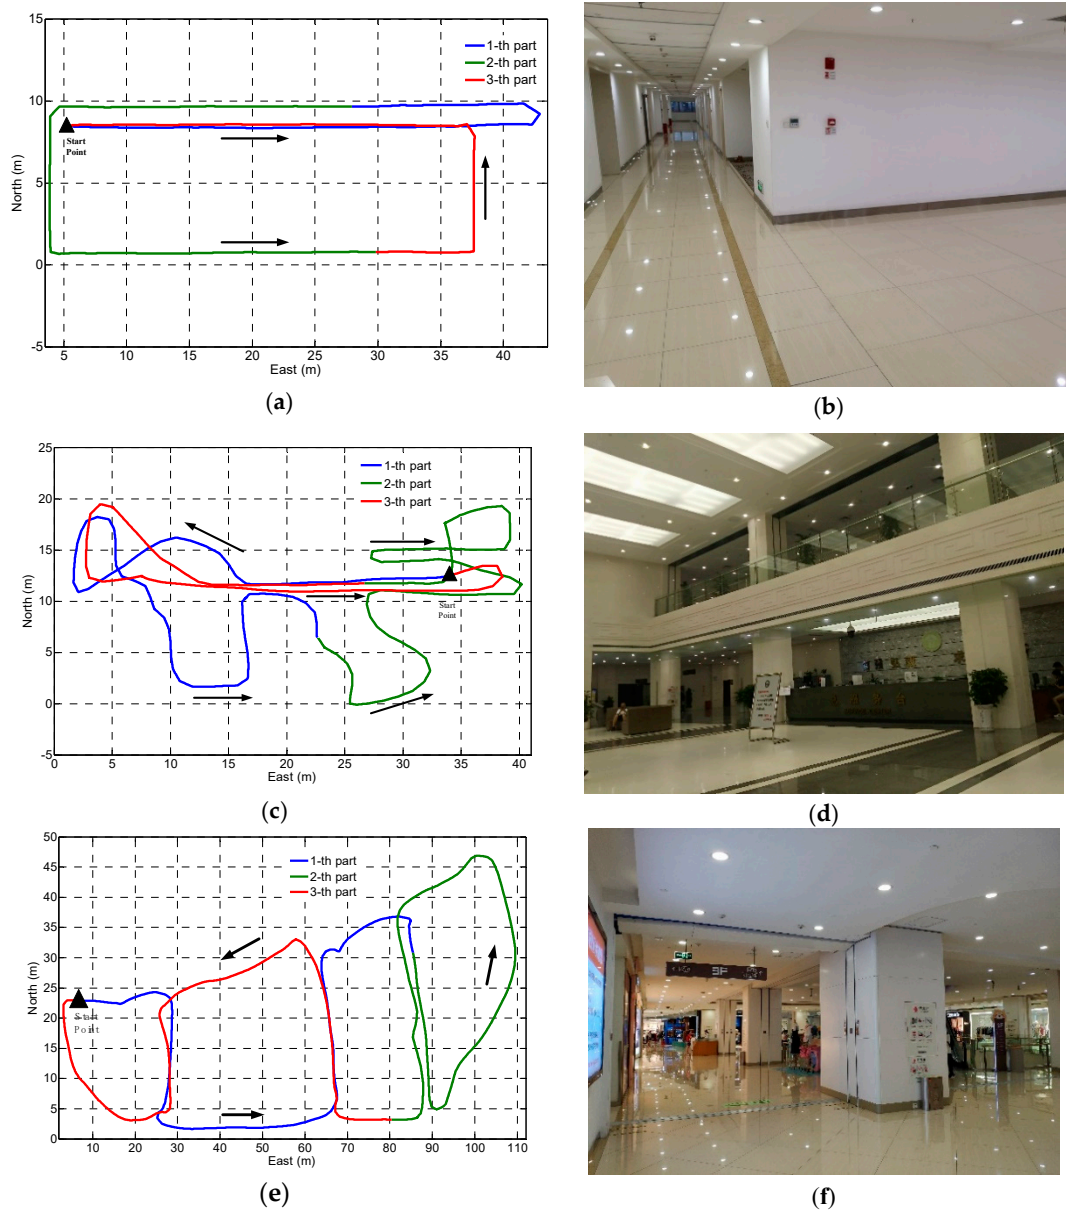 15
10
5
0
-5
North (m)
1-th part
2-th part
3-th part
Start
Point
5 10 15 20 25 30 35 40
East (m)
(a)
(b)
25
20
15
10
5
0
-5
North (m)
1-th part
2-th part
3-th part
Start
Point
0 5 10 15 20 25 30 35 40
East (m)
(c)
(d)
50
45
40
35
30
25
20
15
10
5
0
North (m)
1-th part
2-th part
3-th part
Start
Point
10 20 30 40 50 60 70 80 90 100 110
East (m)
(e)
(f)